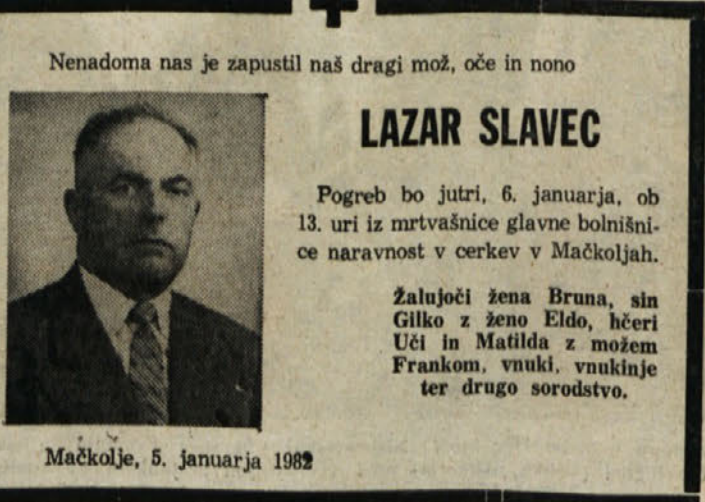 Nenadoma nas je zapustil naš dragi mož, oče in nono
LAZAR SLAVEC
Pogreb bo jutri, 6. januarja, ob
13. uri iz mrtvašnice glavne bolnišni-
ce naravnost v cerkev v Mačkoljah.
Žalujoči žena Bruna, sin
Gilko z ženo Eldo, hčeri
Uči in Matilda z možem
Frankom, vnuki, vnukinje
ter drugo sorodstvo.
Mačkolje, 5. januarja 1982